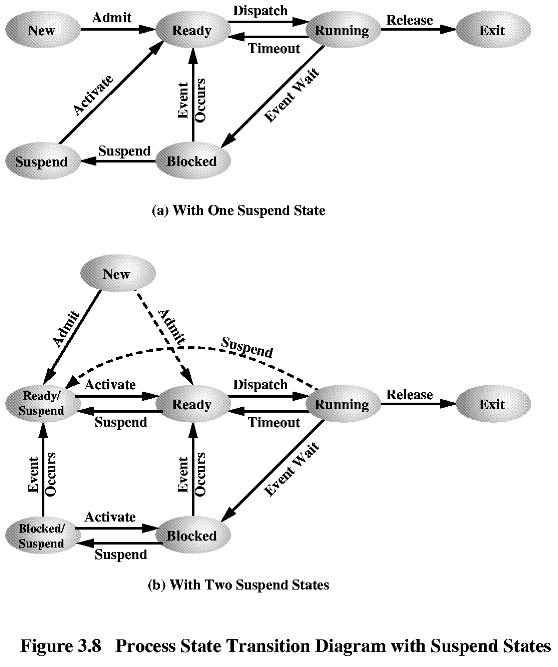 New
Admit
Ready
Dispatch
Timeout
Running
Release
Exit
Activate
Event
Occurs
Event Wait
Suspend
Suspend
Blocked
(a) With One Suspend State
New
Admit
Admit
Suspend
Ready/
Suspend
Activate
Suspend
Ready
Dispatch
Timeout
Running
Release
Exit
Event
Occurs
Event
Occurs
Event Wait
Blocked/
Suspend
Activate
Suspend
Blocked
(b) With Two Suspend States
Figure 3.8 Process State Transition Diagram with Suspend States